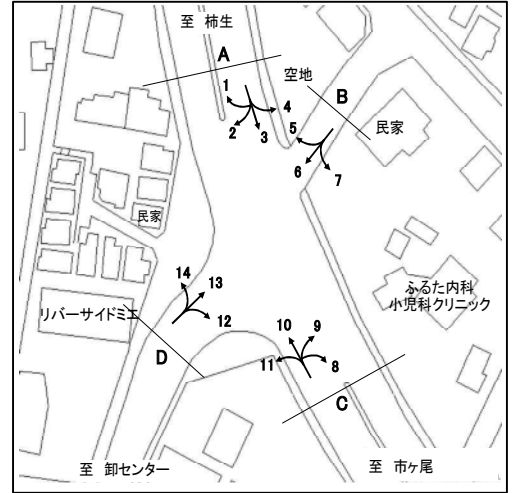 至 柿生
A
空地
B
1
4
2
3
5
民家
6
7
民家
14
13
12
リバーサイドミエ
ふるた内科
小児科クリニック
D
10
9
11
8
C
至 卸センター
至 市ヶ尾